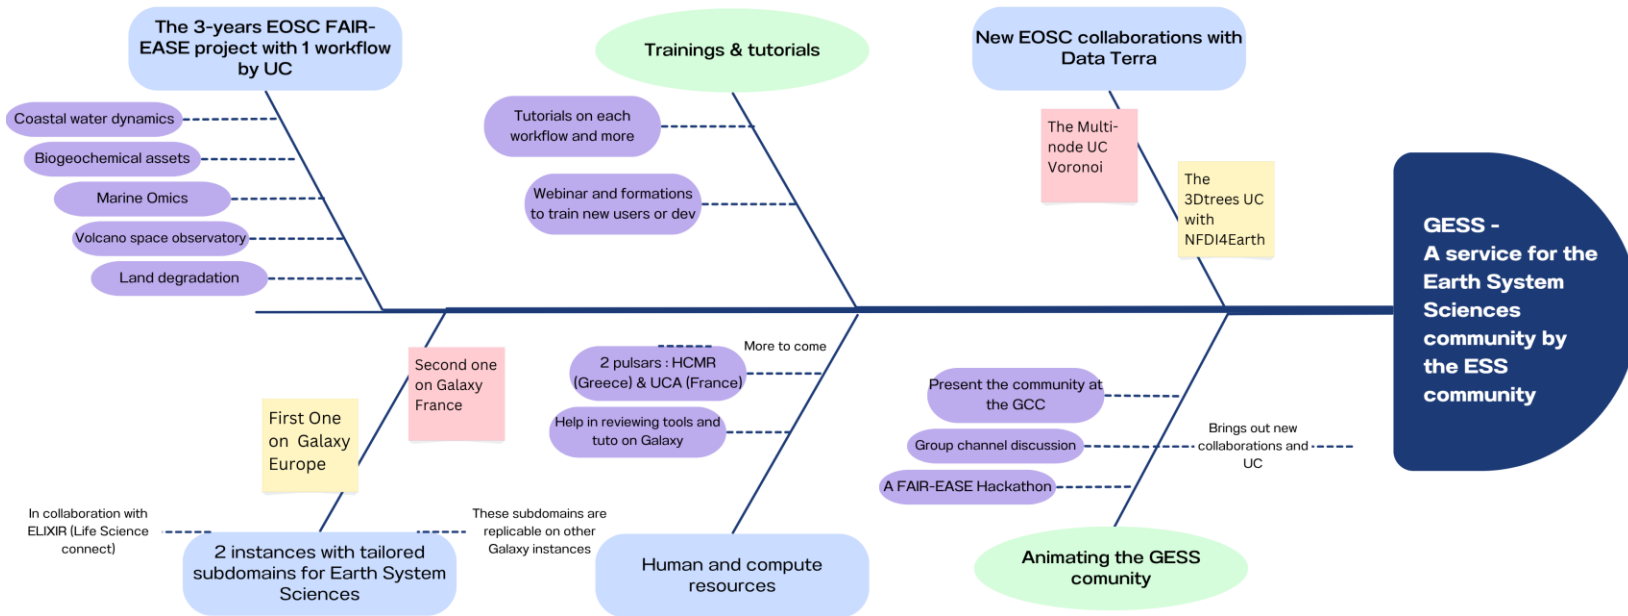 The 3-years EOSC FAIR-
EASE project with 1 workflow
by UC
Coastal water dynamics
Biogeochemical assets
Marine Omics
Volcano space observatory
Land degradation
Trainings & tutorials
Tutorials on each
workflow and more
Webinar and formations
to train new users or dev
New EOSC collaborations with
Data Terra
The Multi-
node UC
Voronoi
The
3Dtrees UC
with
NFDI4Earth
GESS -
A service for the
Earth System
Sciences
community by
the ESS
community
First One
on Galaxy
Europe
Second one
on Galaxy
France
In collaboration with
ELIXIR (Life Science
connect)
These subdomains are
replicable on other
Galaxy instances
2 instances with tailored
subdomains for Earth System
Sciences
More to come
2 pulsars : HCMR
(Greece) & UCA (France)
Help in reviewing tools and
tuto on Galaxy
Human and compute
resources
Present the community at
the GCC
Group channel discussion
A FAIR-EASE Hackathon
Brings out new
collaborations and
UC
Animating the GESS
comunity